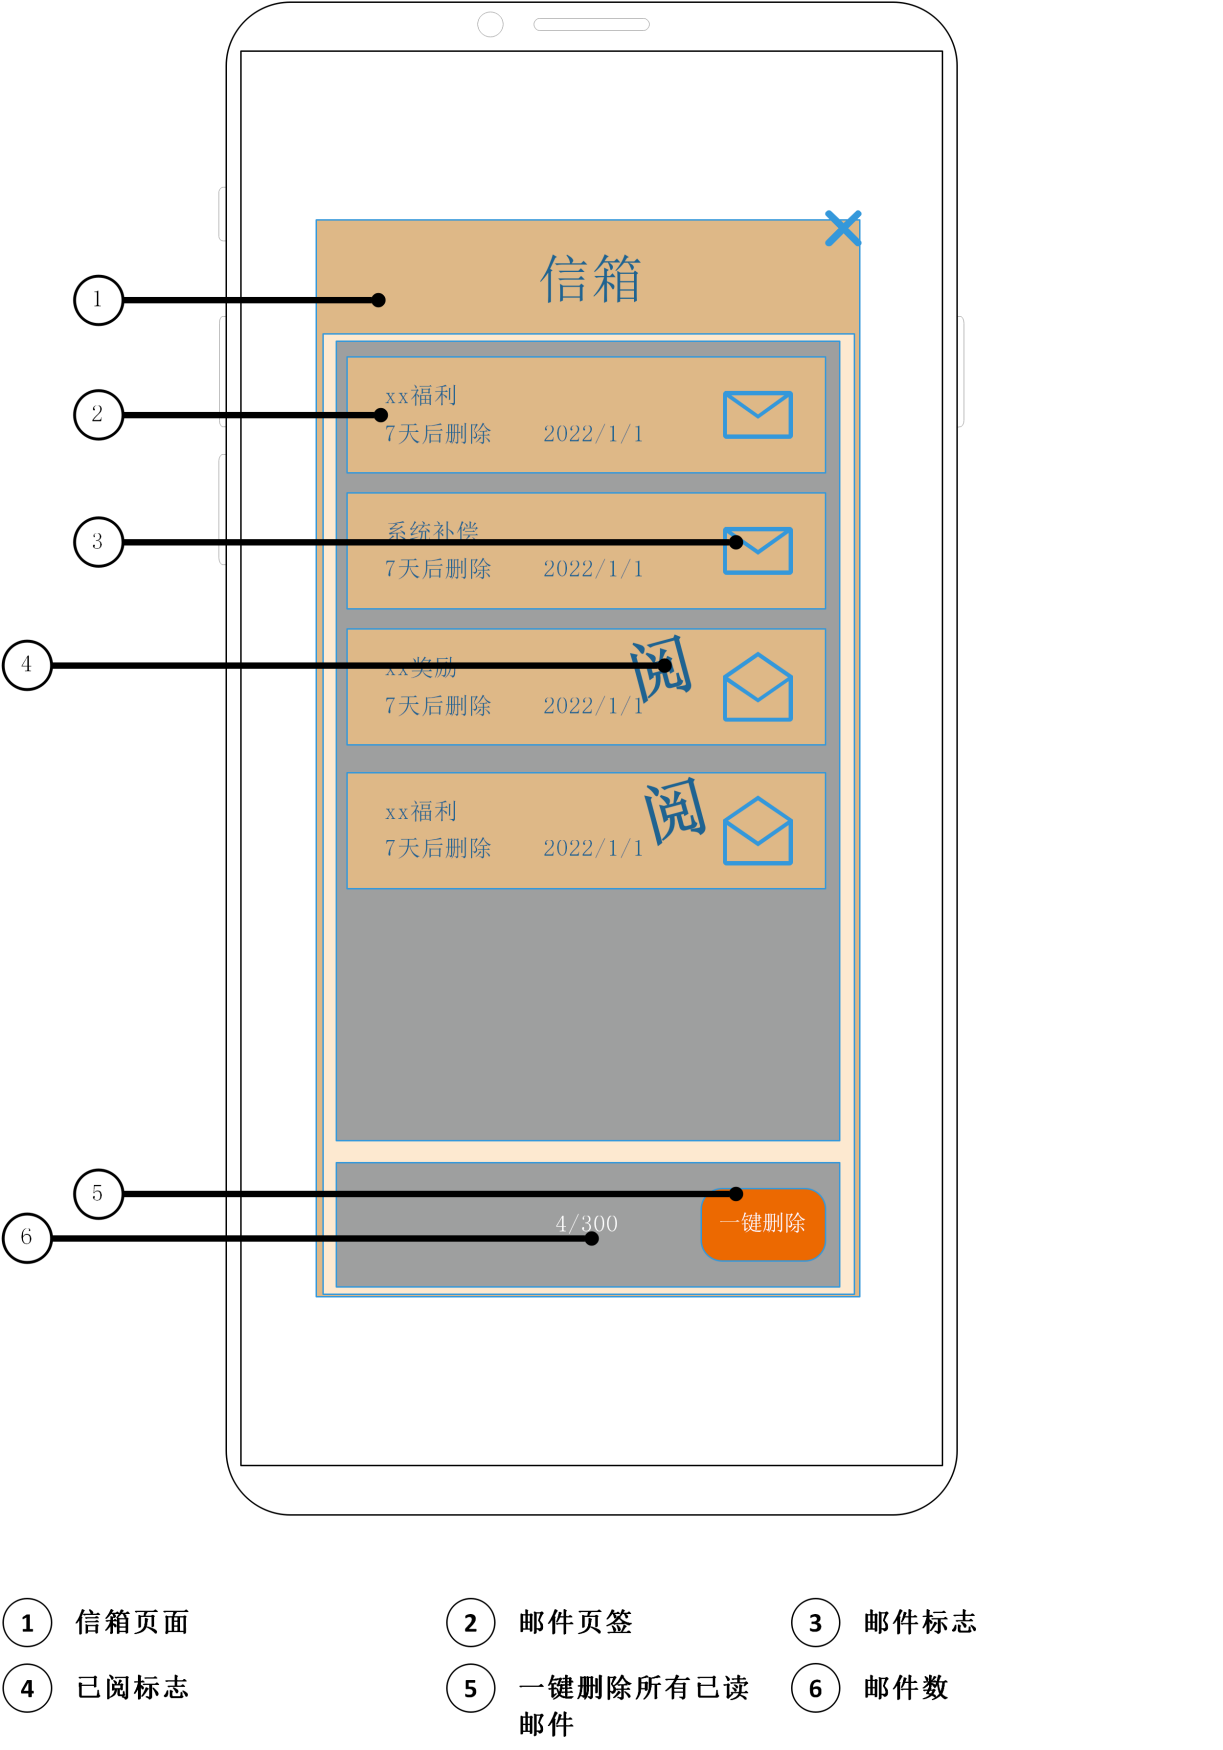 信箱
1
xx福利
2
7天后删除 2022/1/1
系统补偿
3
7天后删除 2022/1/1
阅
4
xx奖励
7天后删除 2022/1/1
阅
xx福利
7天后删除 2022/1/1
5
4/300 一键删除
6
1 信箱页面 2 邮件页签 3 邮件标志
4 已阅标志 5 一键删除所有已读 6 邮件数
邮件